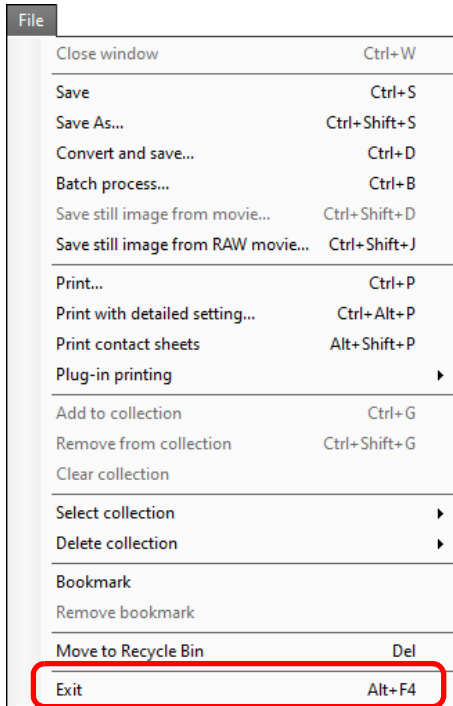 File
Close window Ctrl+W
Save Ctrl+S
Save As... Ctrl+Shift+S
Convert and save... Ctrl+D
Batch process... Ctrl+B
Save still image from movie... Ctrl+Shift+D
Save still image from RAW movie... Ctrl+Shift+J
Print... Ctrl+P
Print with detailed setting... Ctrl+Alt+P
Print contact sheets Alt+Shift+P
Plug-in printing
Add to collection Ctrl+G
Remove from collection Ctrl+Shift+G
Clear collection
Select collection
Delete collection
Bookmark
Remove bookmark
Move to Recycle Bin Del
Exit Alt+F4